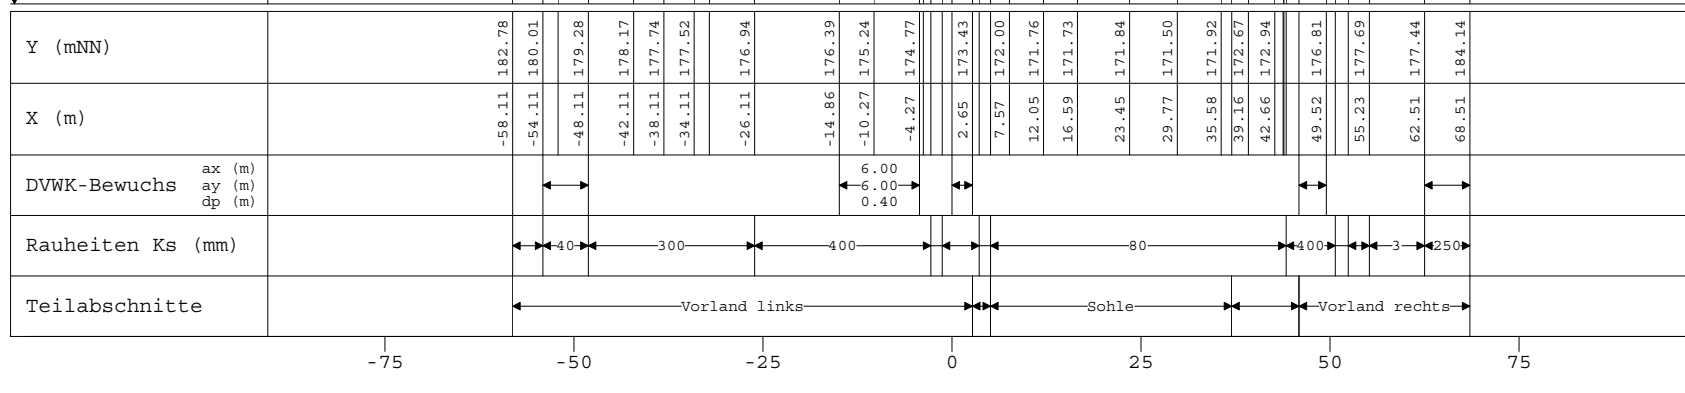 Y (mNN) 182.78 180.01 179.28 178.17 177.74 177.52 176.94 176.39 175.24 174.77 173.43 172.00 171.76 171.73 171.84 171.50 171.92 172.67 172.94 176.81 177.69 177.44 184.14
X (m) -58.11 -54.11 -48.11 -42.11 -38.11 -34.11 -26.11 -14.86 -10.27 -4.27 2.65 7.57 12.05 16.59 23.45 29.77 35.58 39.16 42.66 49.52 55.23 62.51 68.51
ax (m) 6.00
DVWK-Bewuchs ay (m) 6.00
dp (m) 0.40
Rauheiten Ks (mm) 40 300 400 80 400 3 250
Teilabschnitte Vorland links Sohle Vorland rechts
-75 -50 -25 0 25 50 75